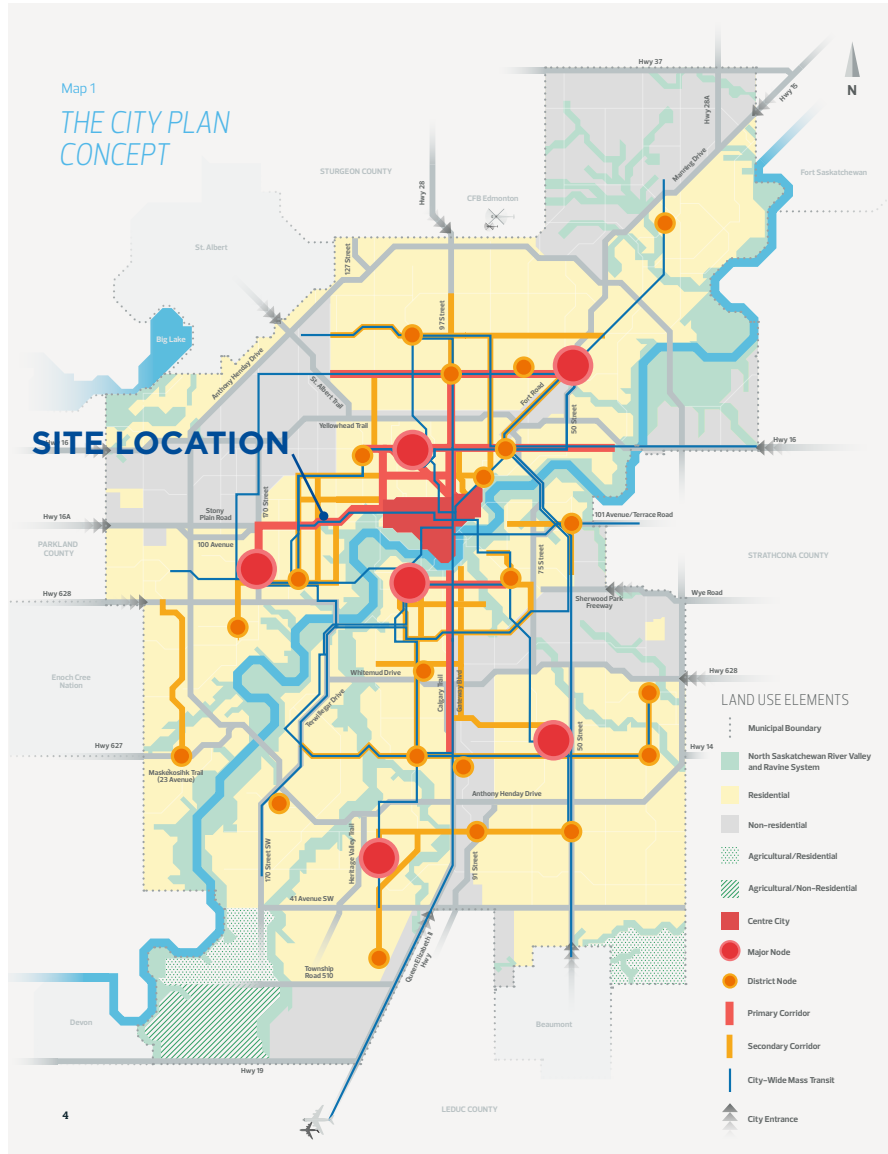 Map 1
THE CITY PLAN
CONCEPT
Hwy 37
Hwy 15
Hwy 28A
N
Manning Drive
STURGEON COUNTY
Hwy 28
CFB Edmonton
Fort Saskatchewan
St. Albert
127 Street
97 Street
Big Lake
Anthony Henday Drive
St. Albert Trail
Fort Road
50 Street
Yellowhead Trail
SITE LOCATION
Hwy 16
Hwy 16
170 Street
Stony
Plain Road
Hwy 16A
101 Avenue/Terrace Road
100 Avenue
PARKLAND
COUNTY
75 Street
STRATHCONA COUNTY
Hwy 628
Sherwood Park
Freeway
Wye Road
Enoch Cree
Nation
Whitemud Drive
Hwy 628
Terwillegar Drive
Calgary Trail
Gateway Blvd
50 Street
Hwy 627
Hwy 14
Maskekosihk Trail
(23 Avenue)
Anthony Henday Drive
170 Street SW
Heritage Valley Trail
91 Street
41 Avenue SW
Queen Elizabeth II
Hwy
Township
Road 510
Devon
Beaumont
Hwy 19
LEDUC COUNTY
LAND USE ELEMENTS
Municipal Boundary
North Saskatchewan River Valley
and Ravine System
Residential
Non-residential
Agricultural/Residential
Agricultural/Non-Residential
Centre City
Major Node
District Node
Primary Corridor
Secondary Corridor
City-Wide Mass Transit
City Entrance
4